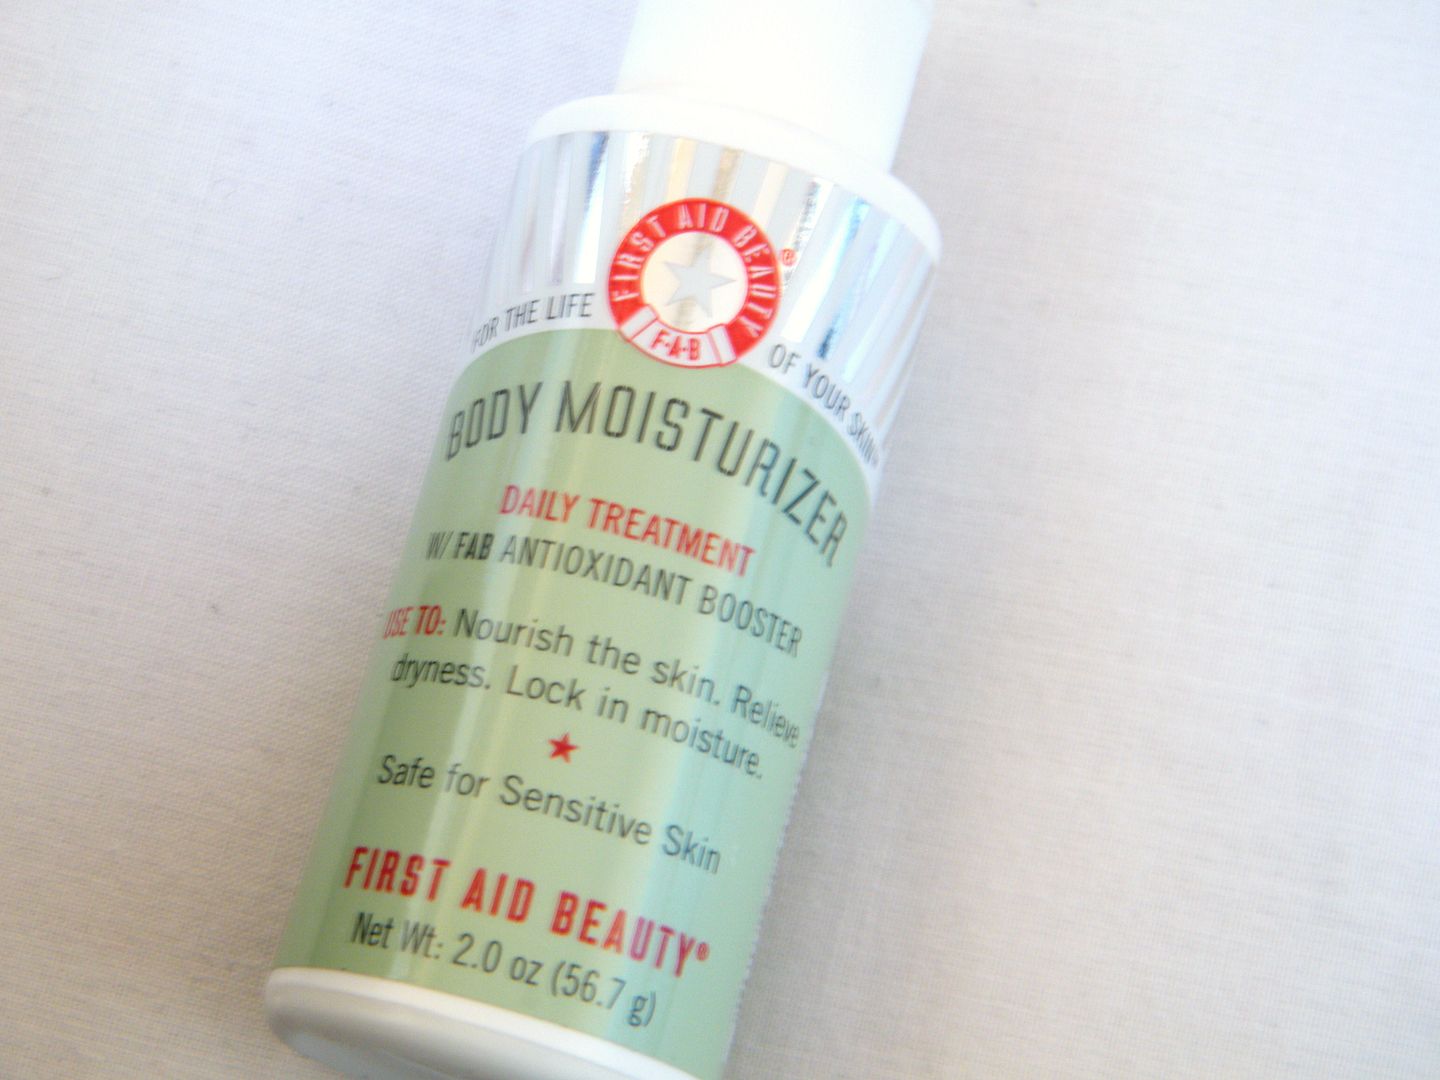 FIRST AID BEAUTY®
F·A·B
FOR THE LIFE OF YOUR SKIN™
BODY MOISTURIZER
DAILY TREATMENT
W/ FAB ANTIOXIDANT BOOSTER
USE TO: Nourish the skin. Relieve
dryness. Lock in moisture.
Safe for Sensitive Skin
FIRST AID BEAUTY®
Net Wt: 2.0 oz (56.7 g)